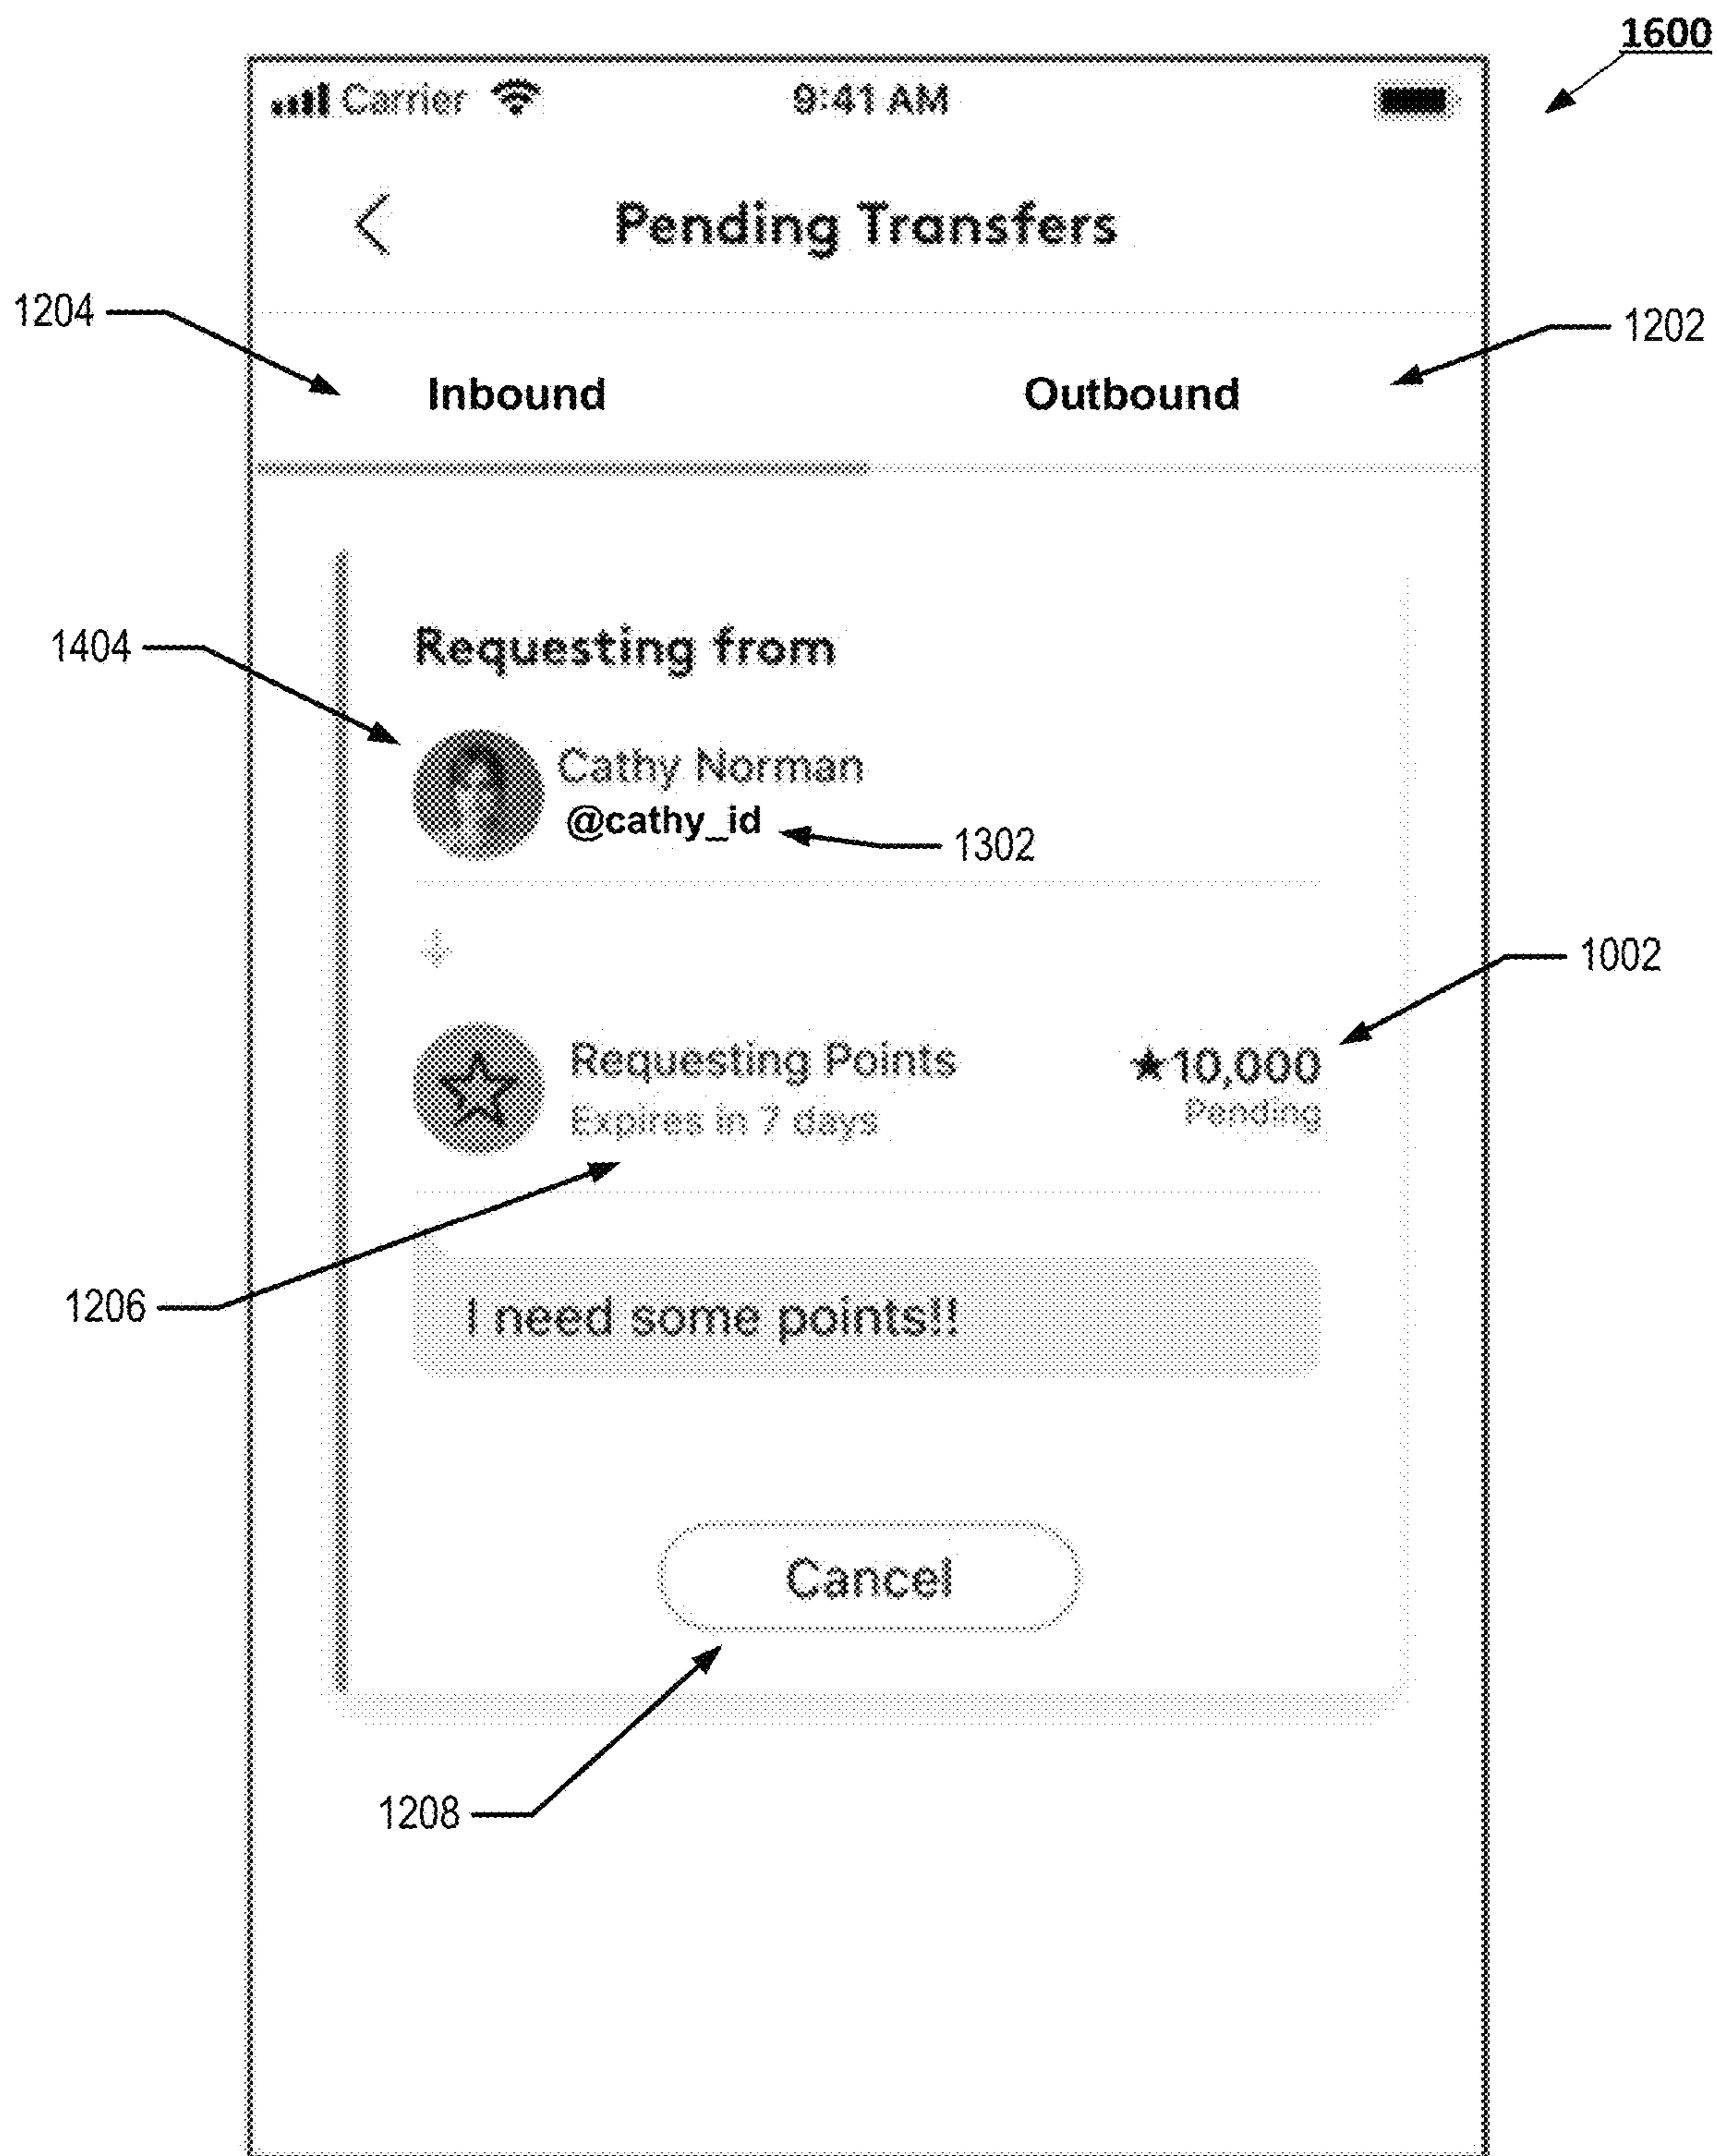 1600
Carrier 9:41 AM
Pending Transfers
1204
1202
Inbound Outbound
Requesting from
1404
Cathy Norman
@cathy_id
1302
1002
Requesting Points ★10,000
Expires in 7 days Pending
1206
I need some points!!
Cancel
1208